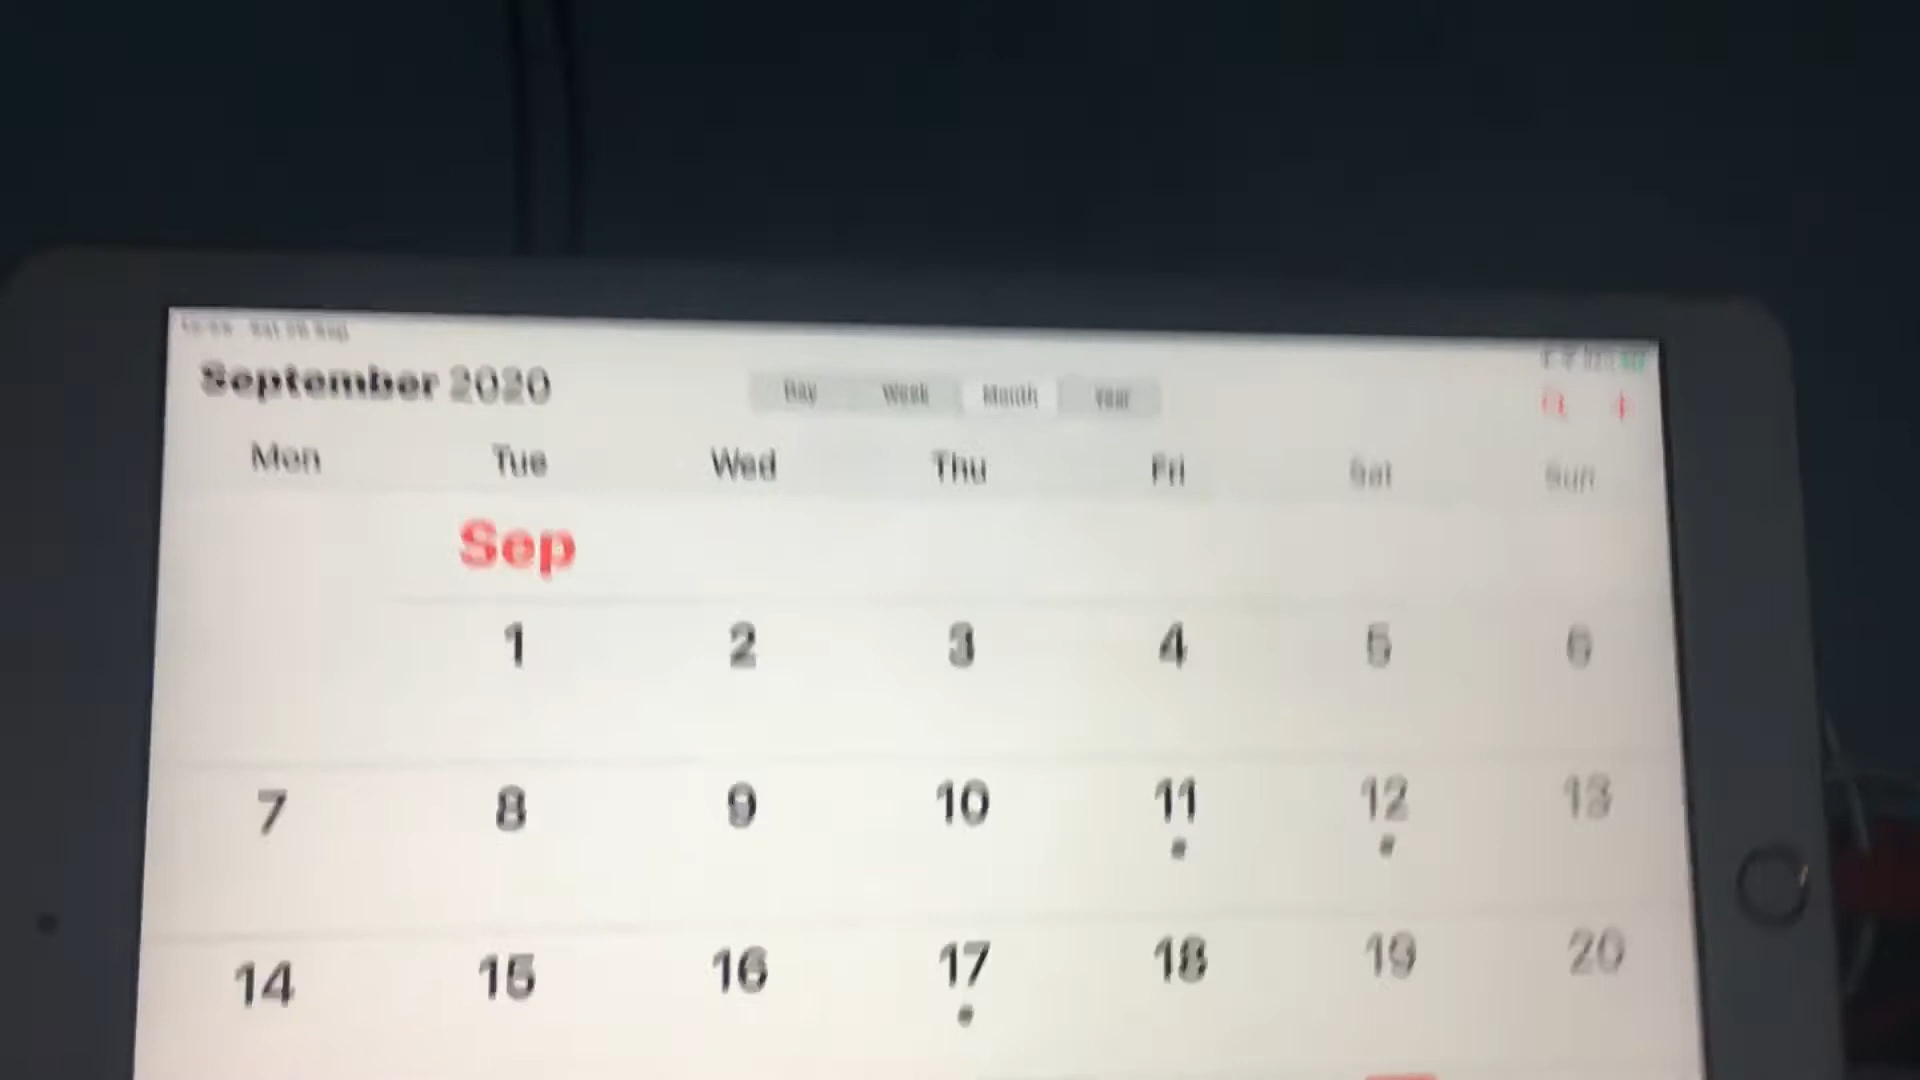 September 2020
Day Week Month Year
Mon Tue Wed Thu Fri Sat Sun
Sep
1 2 3 4 5 6
7 8 9 10 11 12 13
14 15 16 17 18 19 20